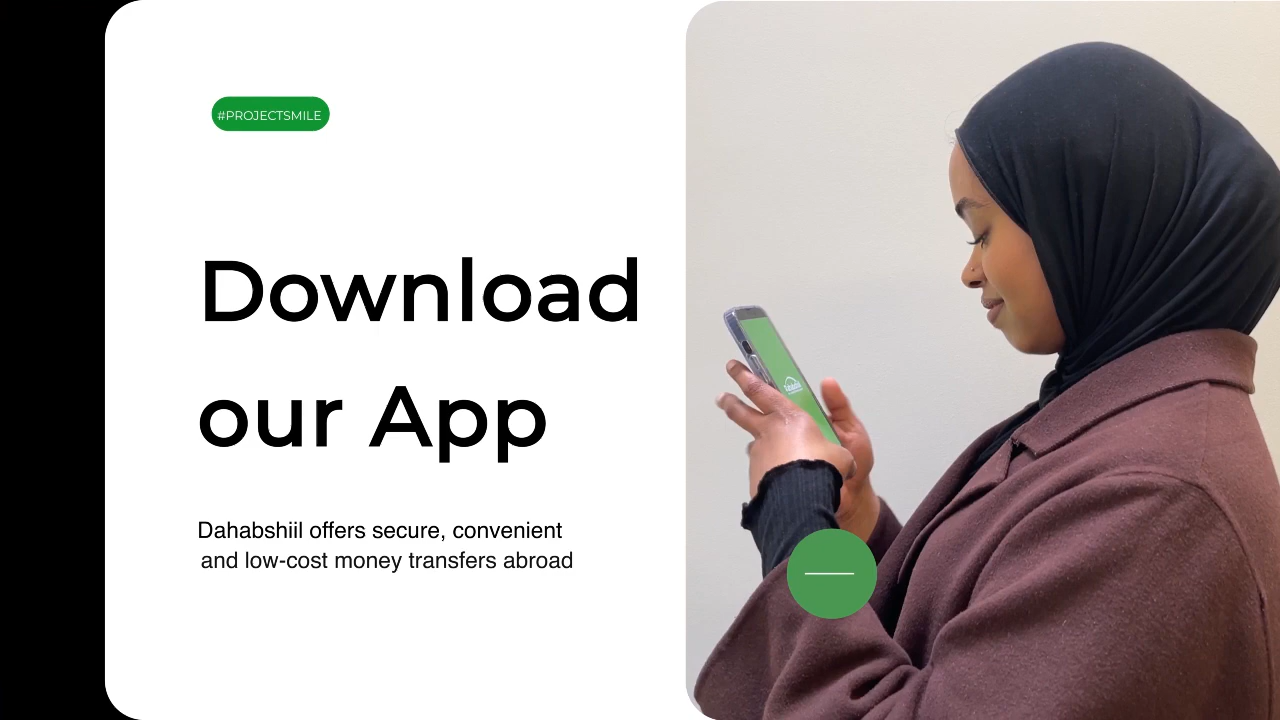 #PROJECTSMILE
Download
our App
Dahabshiil offers secure, convenient
and low-cost money transfers abroad